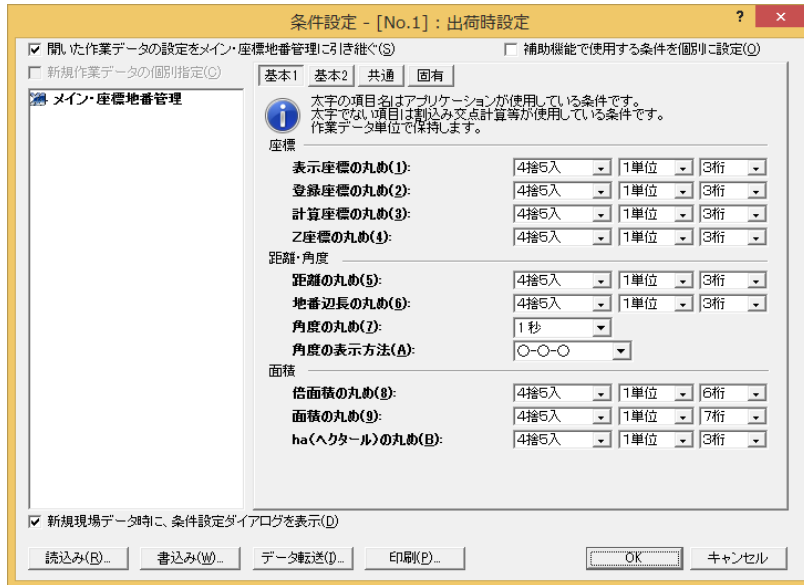 条件設定 - [No.1] : 出荷時設定
? ×
開いた作業データの設定をメイン・座標地番管理に引き継ぐ(S) 補助機能で使用する条件を個別に設定(O)
新規作業データの個別指定(C)
基本1 基本2 共通 固有
メイン・座標地番管理
太字の項目名はアプリケーションが使用している条件です。
太字でない項目は割込み交点計算等が使用している条件です。
作業データ単位で保持します。
座標
表示座標の丸め(1): 4捨5入 1単位 3桁
登録座標の丸め(2): 4捨5入 1単位 3桁
計算座標の丸め(3): 4捨5入 1単位 3桁
Z座標の丸め(4): 4捨5入 1単位 3桁
距離・角度
距離の丸め(5): 4捨5入 1単位 3桁
地番辺長の丸め(6): 4捨5入 1単位 3桁
角度の丸め(7): 1秒
角度の表示方法(A): ○-○-○
面積
倍面積の丸め(8): 4捨5入 1単位 6桁
面積の丸め(9): 4捨5入 1単位 7桁
ha(ヘクタール)の丸め(B): 4捨5入 1単位 3桁
新規現場データ時に、条件設定ダイアログを表示(D)
読込み(R)... 書込み(W)... データ転送(I)... 印刷(P)... OK キャンセル